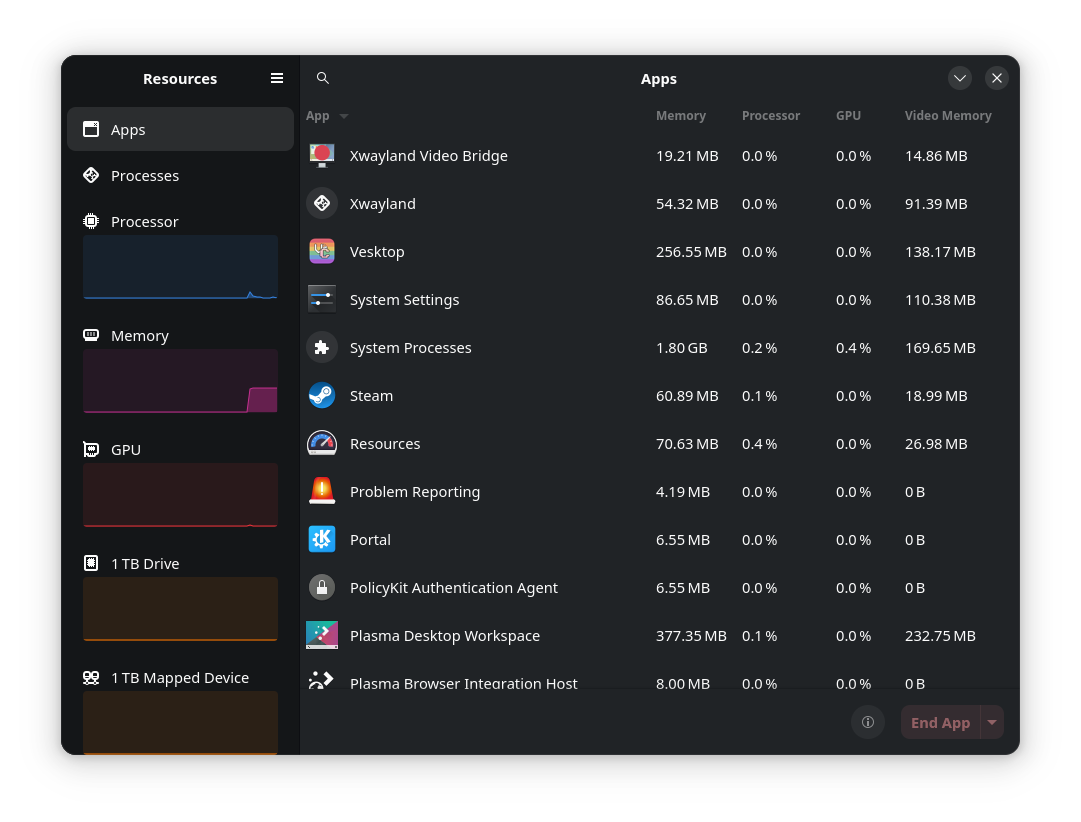 Resources
Apps
Apps
Processes
Processor
Memory
GPU
1 TB Drive
1 TB Mapped Device
App Memory Processor GPU Video Memory
Xwayland Video Bridge 19.21 MB 0.0 % 0.0 % 14.86 MB
Xwayland 54.32 MB 0.0 % 0.0 % 91.39 MB
Vesktop 256.55 MB 0.0 % 0.0 % 138.17 MB
System Settings 86.65 MB 0.0 % 0.0 % 110.38 MB
System Processes 1.80 GB 0.2 % 0.4 % 169.65 MB
Steam 60.89 MB 0.1 % 0.0 % 18.99 MB
Resources 70.63 MB 0.4 % 0.0 % 26.98 MB
Problem Reporting 4.19 MB 0.0 % 0.0 % 0 B
Portal 6.55 MB 0.0 % 0.0 % 0 B
PolicyKit Authentication Agent 6.55 MB 0.0 % 0.0 % 0 B
Plasma Desktop Workspace 377.35 MB 0.1 % 0.0 % 232.75 MB
Plasma Browser Integration Host 8.00 MB 0.0 % 0.0 % 0 B
End App